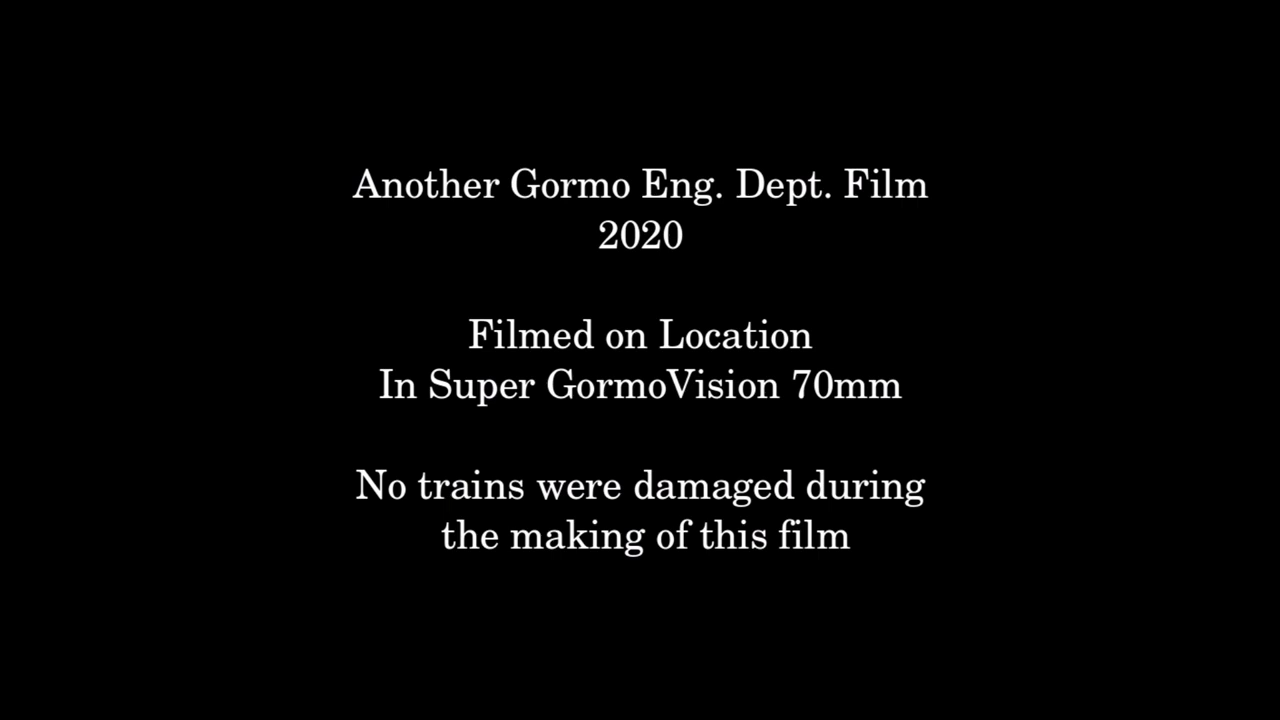 Another Gormo Eng. Dept. Film
2020
Filmed on Location
In Super GormoVision 70mm
No trains were damaged during
the making of this film